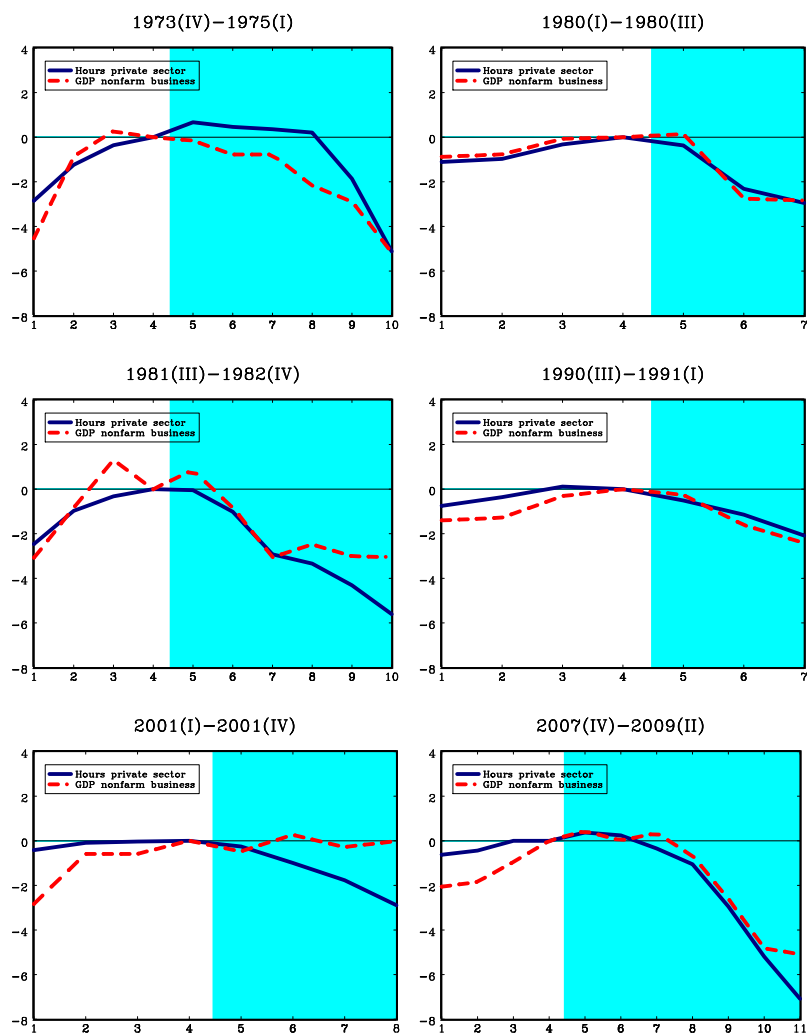 1973(IV)−1975(I)
4
2
0
−2
−4
−6
−8
Hours private sector
GDP nonfarm business
1 2 3 4 5 6 7 8 9 10
1980(I)−1980(III)
4
2
0
−2
−4
−6
−8
Hours private sector
GDP nonfarm business
1 2 3 4 5 6 7
1981(III)−1982(IV)
4
2
0
−2
−4
−6
−8
Hours private sector
GDP nonfarm business
1 2 3 4 5 6 7 8 9 10
1990(III)−1991(I)
4
2
0
−2
−4
−6
−8
Hours private sector
GDP nonfarm business
1 2 3 4 5 6 7
2001(I)−2001(IV)
4
2
0
−2
−4
−6
−8
Hours private sector
GDP nonfarm business
1 2 3 4 5 6 7 8
2007(IV)−2009(II)
4
2
0
−2
−4
−6
−8
Hours private sector
GDP nonfarm business
1 2 3 4 5 6 7 8 9 10 11